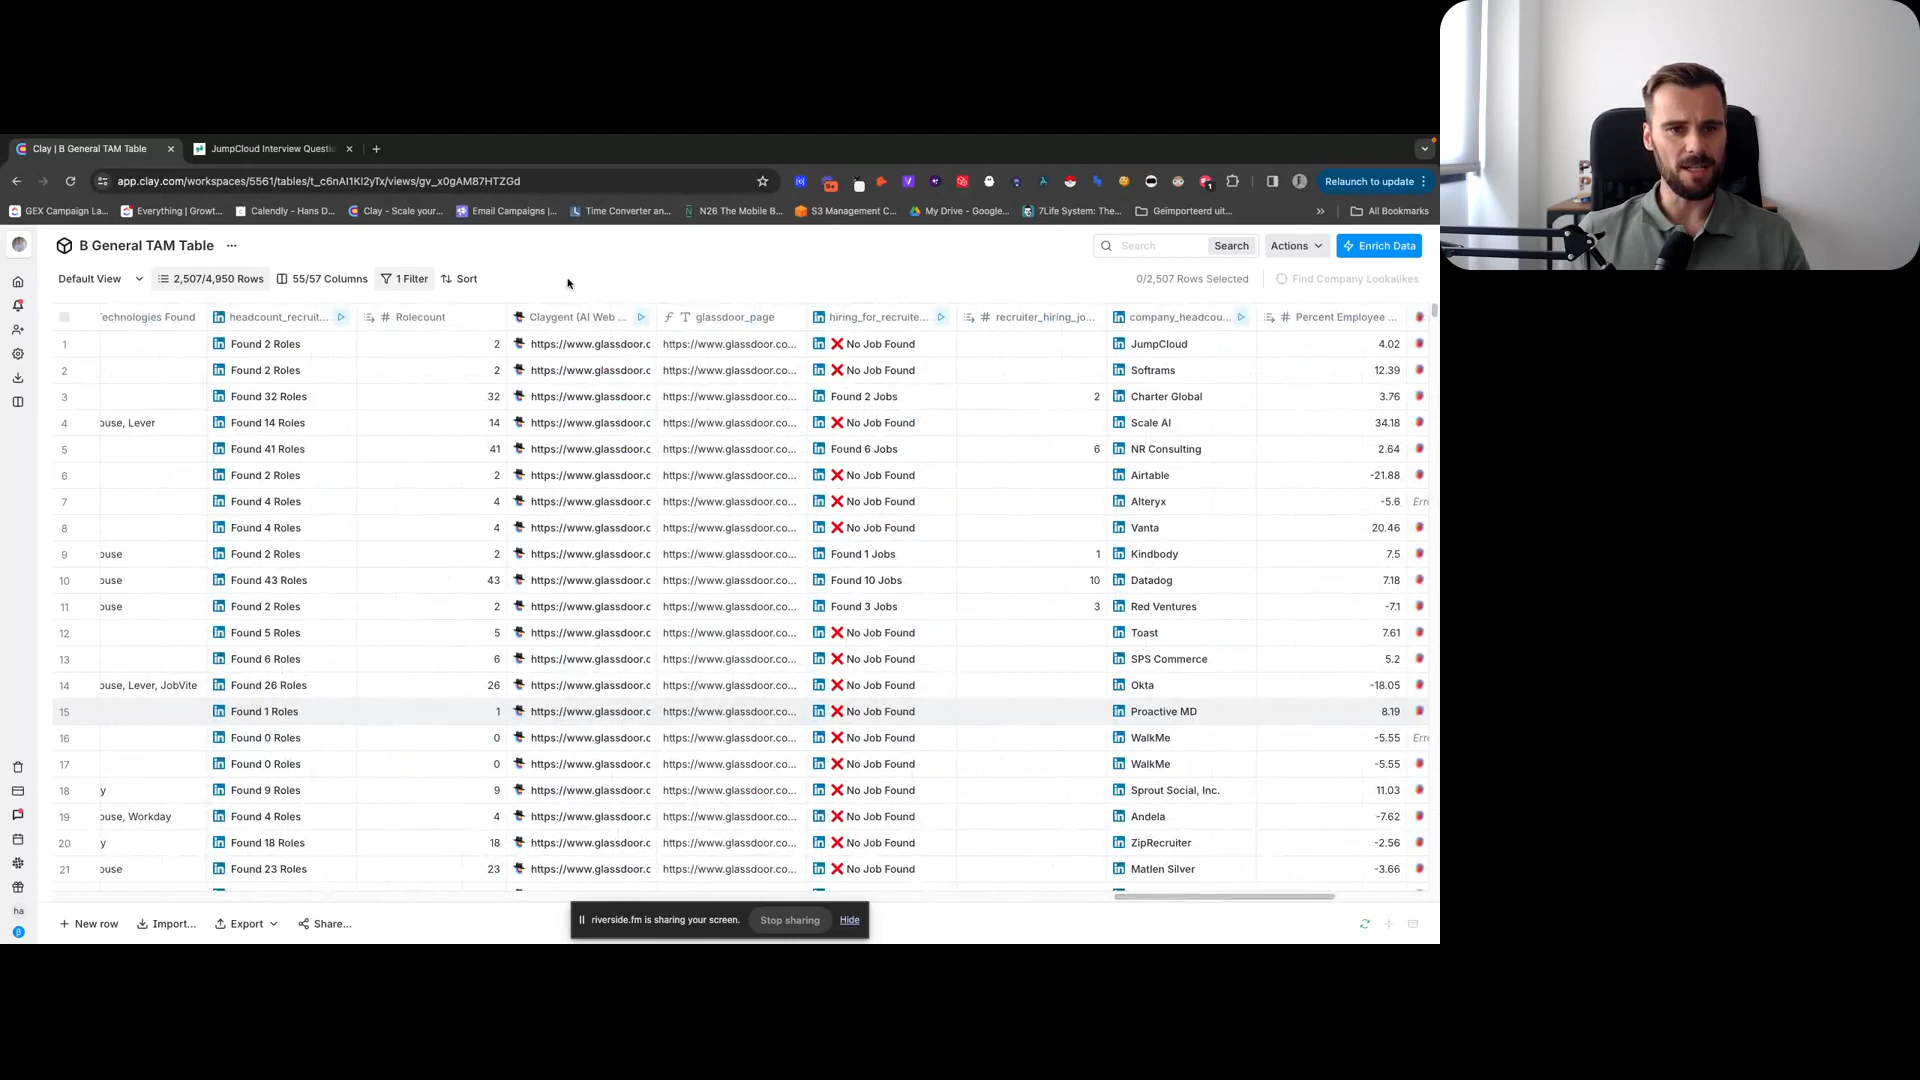 Clay | B General TAM Table
JumpCloud Interview Questi
app.clay.com/workspaces/5561/tables/t_c6nAI1Kl2yTx/views/gv_x0gAM87HTZGd
9+
1
Relaunch to update
GEX Campaign La...
Everything | Growt...
Calendly - Hans D...
Clay - Scale your...
Email Campaigns |...
Time Converter an...
N26 The Mobile B...
S3 Management C...
My Drive - Google...
7Life System: The...
Geïmporteerd uit...
»
All Bookmarks
B General TAM Table
Search
Search
Actions
Enrich Data
Default View
2,507/4,950 Rows
55/57 Columns
1 Filter
Sort
0/2,507 Rows Selected
Find Company Lookalikes
Technologies Found headcount_recruit... # Rolecount Claygent (AI Web ... glassdoor_page hiring_for_recruite... # recruiter_hiring_jo... company_headcou... # Percent Employee ...
1 Found 2 Roles 2 https://www.glassdoor.c https://www.glassdoor.co... ❌ No Job Found JumpCloud 4.02
2 Found 2 Roles 2 https://www.glassdoor.c https://www.glassdoor.co... ❌ No Job Found Softrams 12.39
3 Found 32 Roles 32 https://www.glassdoor.c https://www.glassdoor.co... Found 2 Jobs 2 Charter Global 3.76
4 ouse, Lever Found 14 Roles 14 https://www.glassdoor.c https://www.glassdoor.co... ❌ No Job Found Scale AI 34.18
5 Found 41 Roles 41 https://www.glassdoor.c https://www.glassdoor.co... Found 6 Jobs 6 NR Consulting 2.64
6 Found 2 Roles 2 https://www.glassdoor.c https://www.glassdoor.co... ❌ No Job Found Airtable -21.88
7 Found 4 Roles 4 https://www.glassdoor.c https://www.glassdoor.co... ❌ No Job Found Alteryx -5.6 Erro
8 Found 4 Roles 4 https://www.glassdoor.c https://www.glassdoor.co... ❌ No Job Found Vanta 20.46
9 ouse Found 2 Roles 2 https://www.glassdoor.c https://www.glassdoor.co... Found 1 Jobs 1 Kindbody 7.5
10 ouse Found 43 Roles 43 https://www.glassdoor.c https://www.glassdoor.co... Found 10 Jobs 10 Datadog 7.18
11 ouse Found 2 Roles 2 https://www.glassdoor.c https://www.glassdoor.co... Found 3 Jobs 3 Red Ventures -7.1
12 Found 5 Roles 5 https://www.glassdoor.c https://www.glassdoor.co... ❌ No Job Found Toast 7.61
13 Found 6 Roles 6 https://www.glassdoor.c https://www.glassdoor.co... ❌ No Job Found SPS Commerce 5.2
14 ouse, Lever, JobVite Found 26 Roles 26 https://www.glassdoor.c https://www.glassdoor.co... ❌ No Job Found Okta -18.05
15 Found 1 Roles 1 https://www.glassdoor.c https://www.glassdoor.co... ❌ No Job Found Proactive MD 8.19
16 Found 0 Roles 0 https://www.glassdoor.c https://www.glassdoor.co... ❌ No Job Found WalkMe -5.55 Erro
17 Found 0 Roles 0 https://www.glassdoor.c https://www.glassdoor.co... ❌ No Job Found WalkMe -5.55
18 y Found 9 Roles 9 https://www.glassdoor.c https://www.glassdoor.co... ❌ No Job Found Sprout Social, Inc. 11.03
19 ouse, Workday Found 4 Roles 4 https://www.glassdoor.c https://www.glassdoor.co... ❌ No Job Found Andela -7.62
20 y Found 18 Roles 18 https://www.glassdoor.c https://www.glassdoor.co... ❌ No Job Found ZipRecruiter -2.56
21 ouse Found 23 Roles 23 https://www.glassdoor.c https://www.glassdoor.co... ❌ No Job Found Matlen Silver -3.66
ha
β
New row
Import...
Export
Share...
riverside.fm is sharing your screen.
Stop sharing
Hide